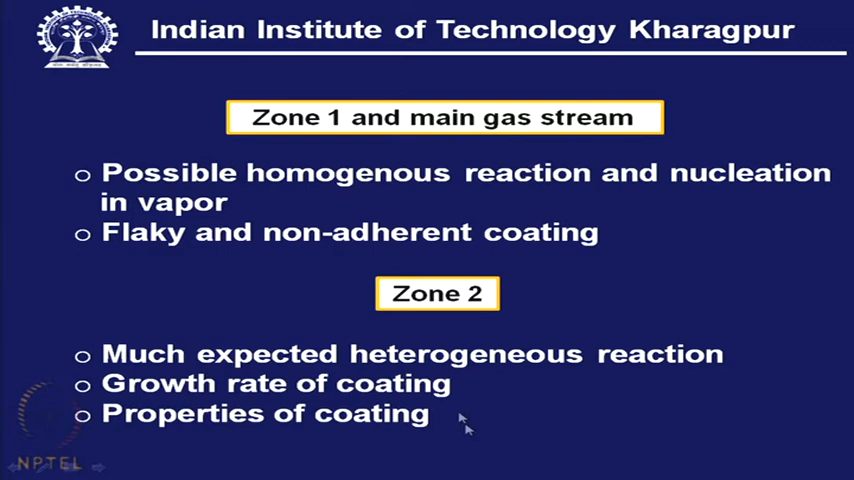 Indian Institute of Technology Kharagpur
Zone 1 and main gas stream
Possible homogenous reaction and nucleation
in vapor
Flaky and non-adherent coating
Zone 2
Much expected heterogeneous reaction
Growth rate of coating
Properties of coating
NPTEL